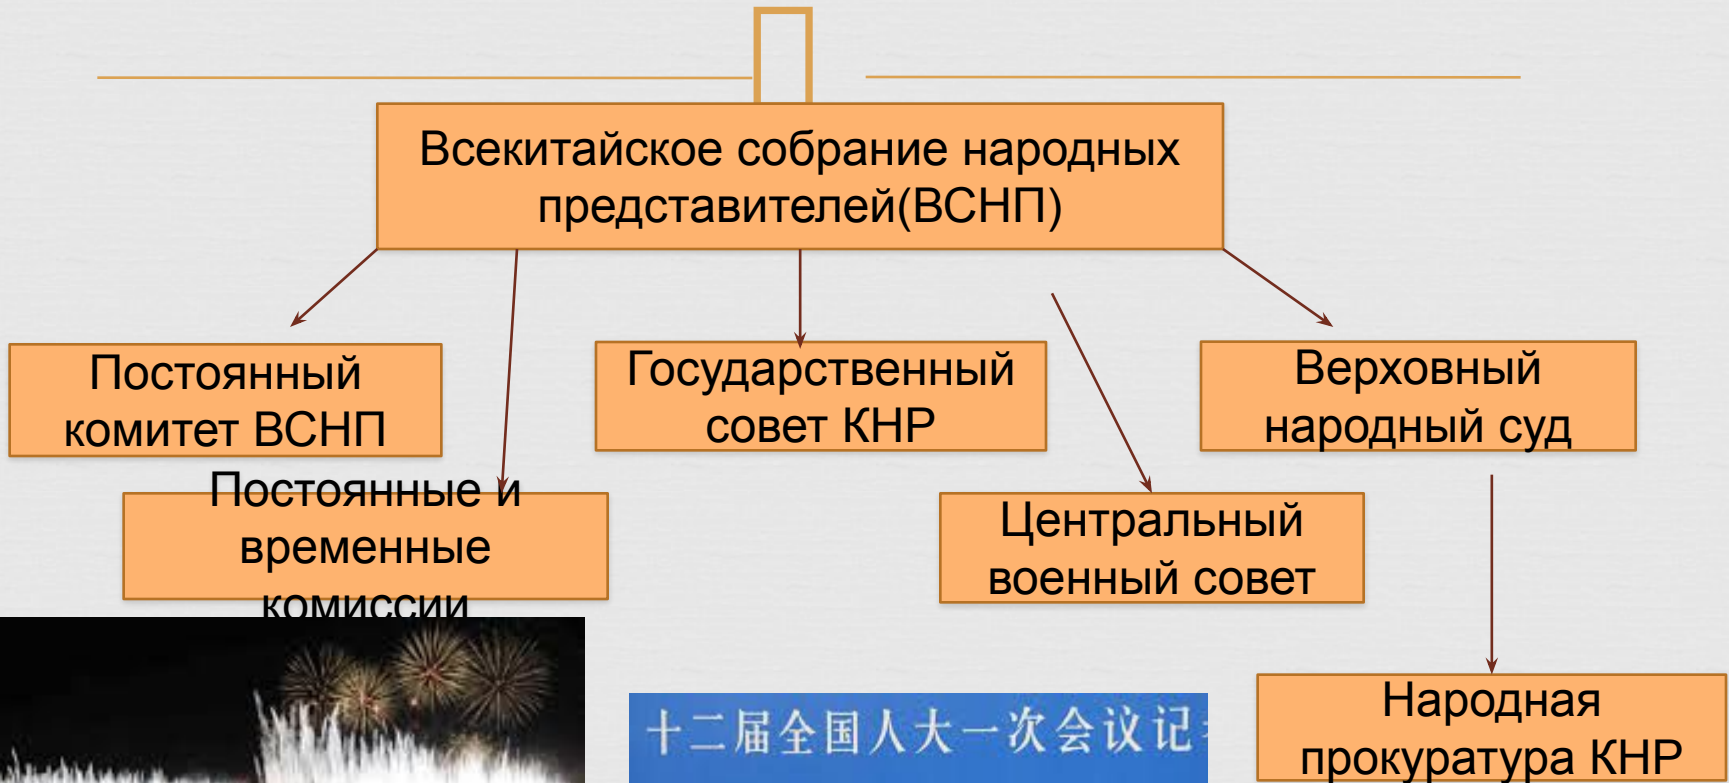 Всекитайское собрание народных
представителей(ВСНП)
Постоянный
комитет ВСНП
Государственный
совет КНР
Верховный
народный суд
Постоянные и
временные
комиссии
Центральный
военный совет
Народная
прокуратура КНР
十二届全国人大一次会议记